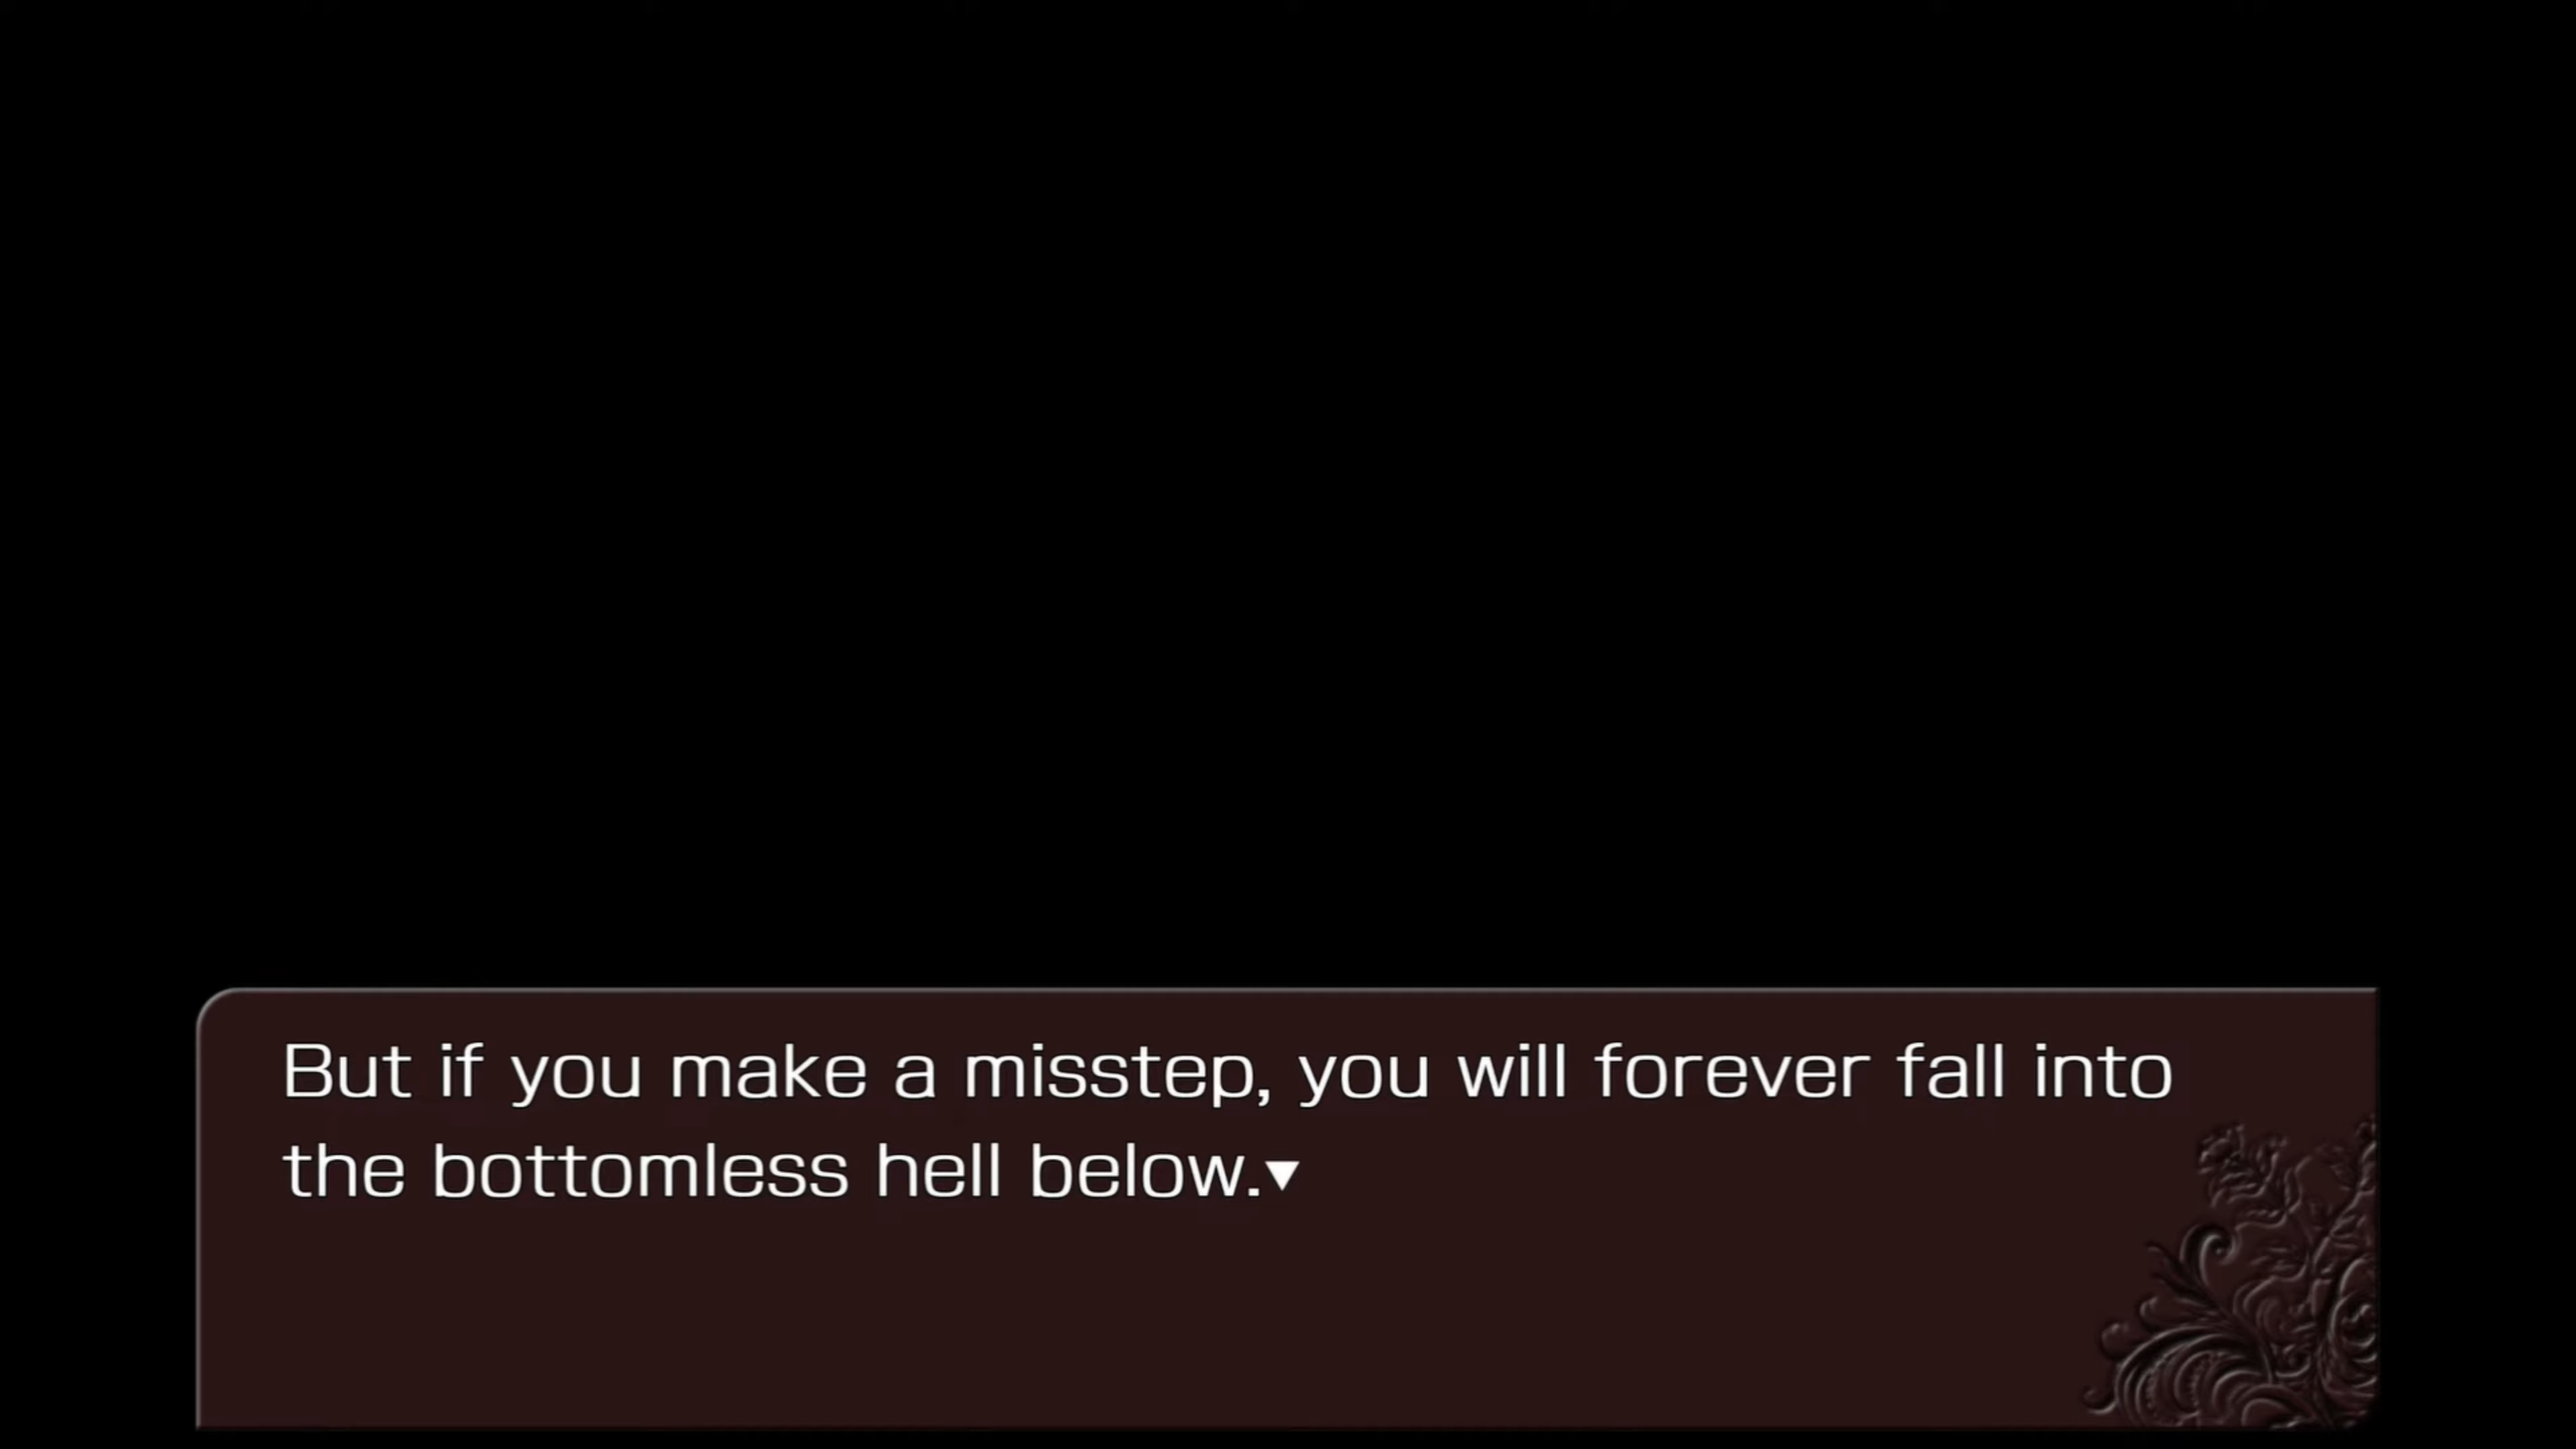 But if you make a misstep, you will forever fall into
the bottomless hell below.▼